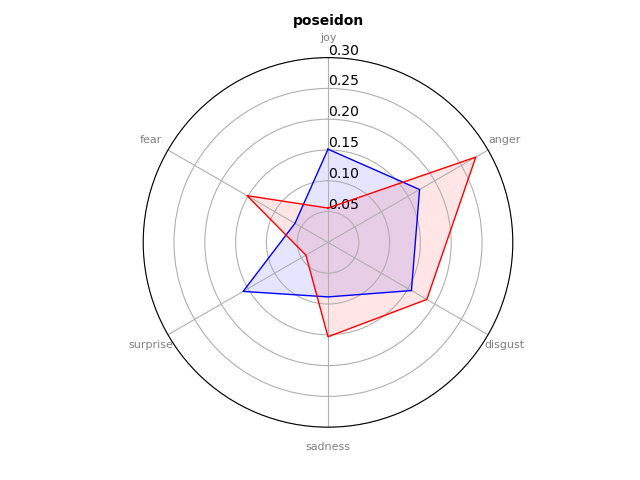 poseidon
joy
0.30
0.25
0.20
0.15
0.10
0.05
fear
anger
surprise
disgust
sadness